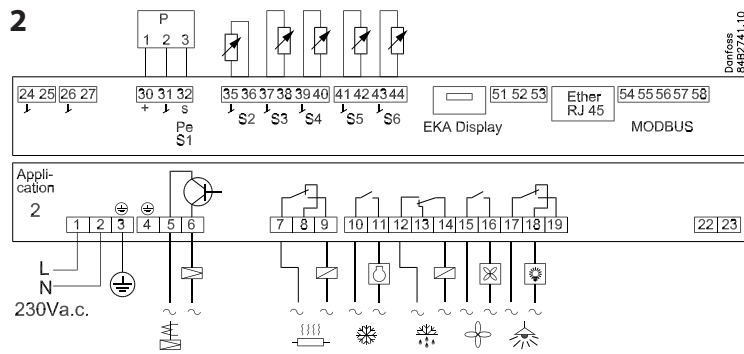 2
P
1 2 3
Danfoss
84B2741.10
24 25 26 27 30 31 32 35 36 37 38 39 40 41 42 43 44 51 52 53 Ether 54 55 56 57 58
RJ 45
+ s
S2 S3 S4 S5 S6
Pe
S1
EKA Display MODBUS
Appli-
cation
2
1 2 3 4 5 6 7 8 9 10 11 12 13 14 15 16 17 18 19 22 23
L
N
230Va.c.